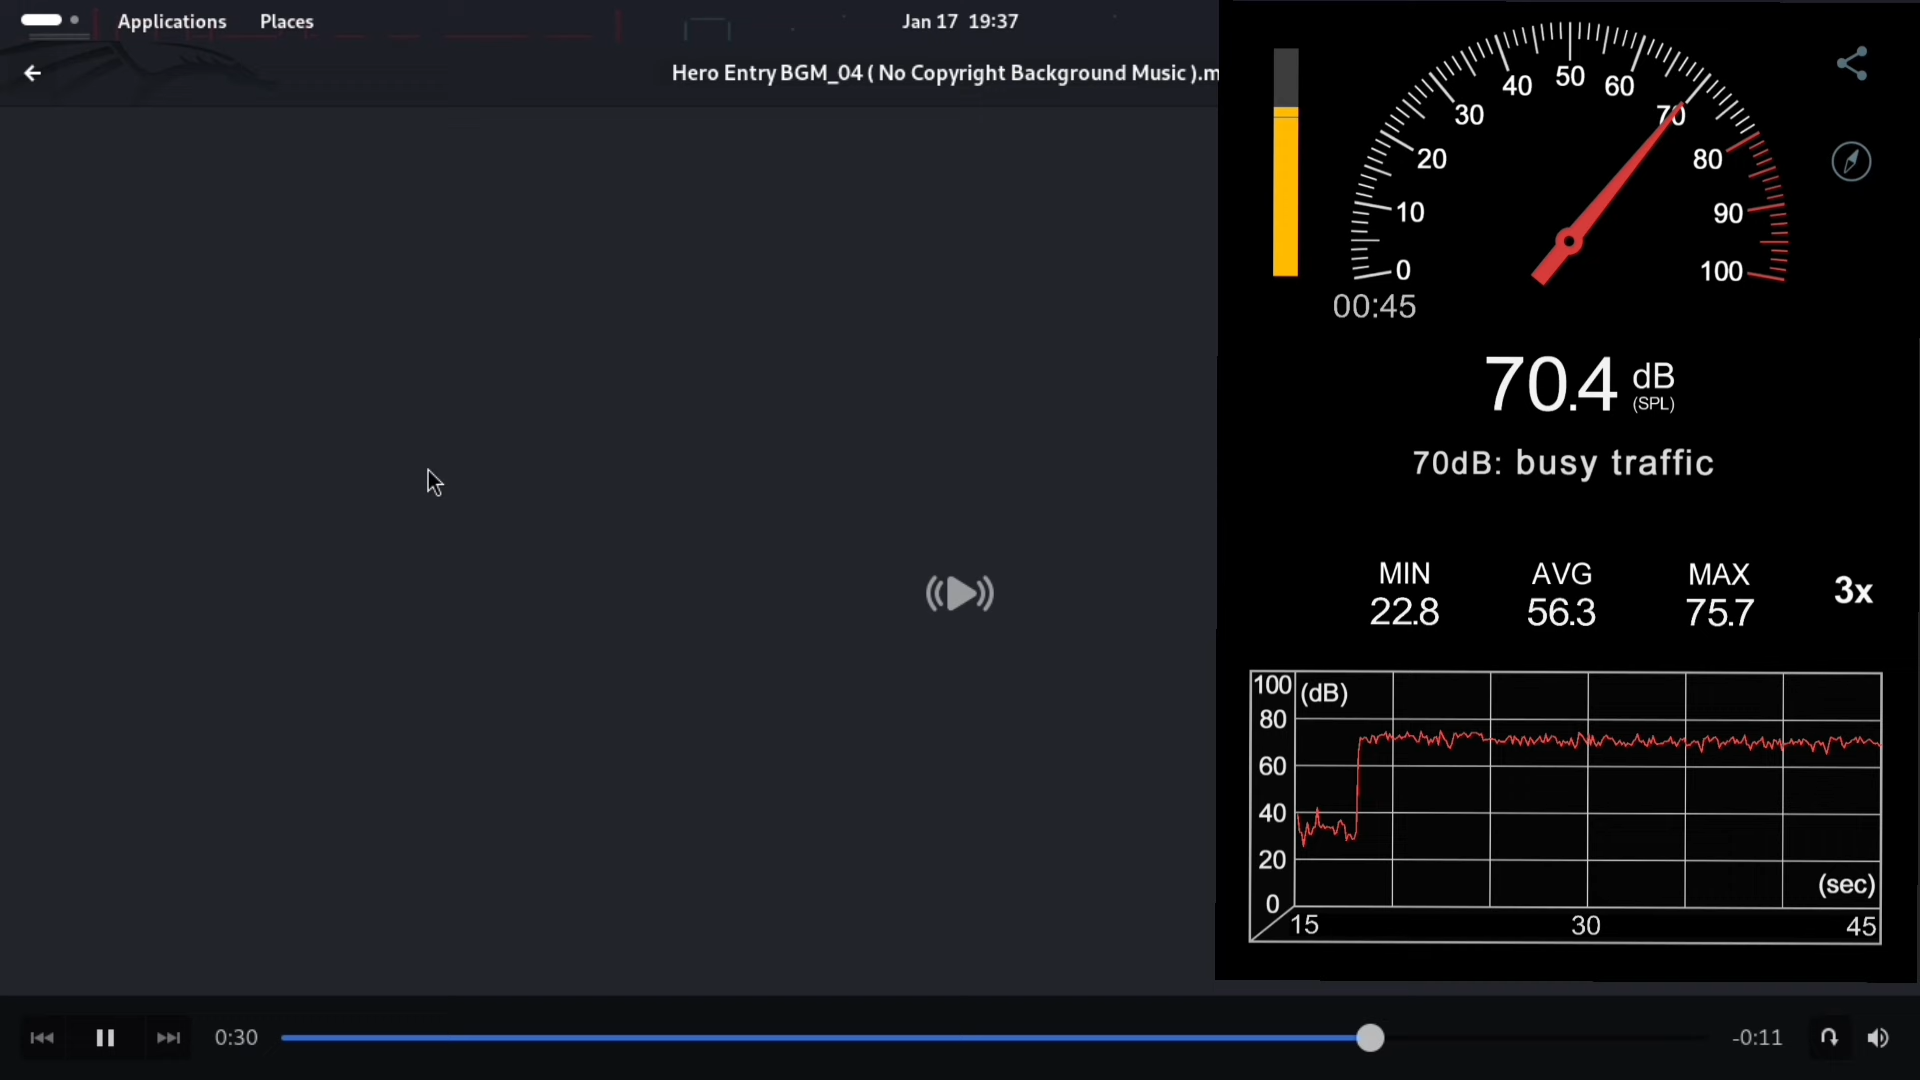 Applications Places Jan 17 19:37
Hero Entry BGM_04 ( No Copyright Background Music ).m
0 10 20 30 40 50 60 70 80 90 100
00:45
70.4 dB
(SPL)
70dB: busy traffic
MIN AVG MAX
22.8 56.3 75.7
3x
100 (dB)
80
60
40
20
(sec)
0
15 30 45
0:30 -0:11